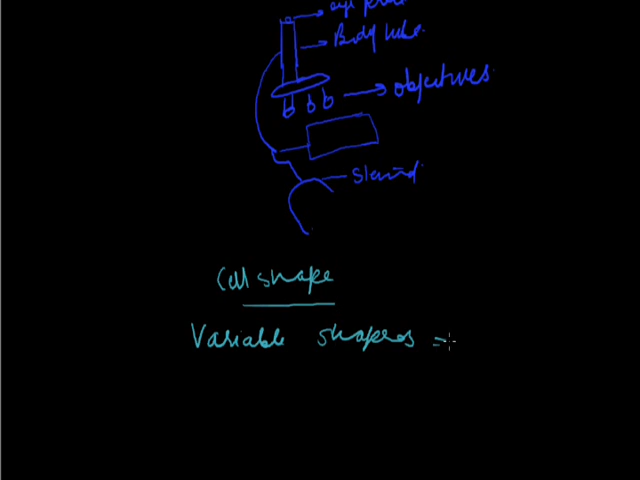 Body tube
objectives
Stand
Cell shape
Variable shapes =